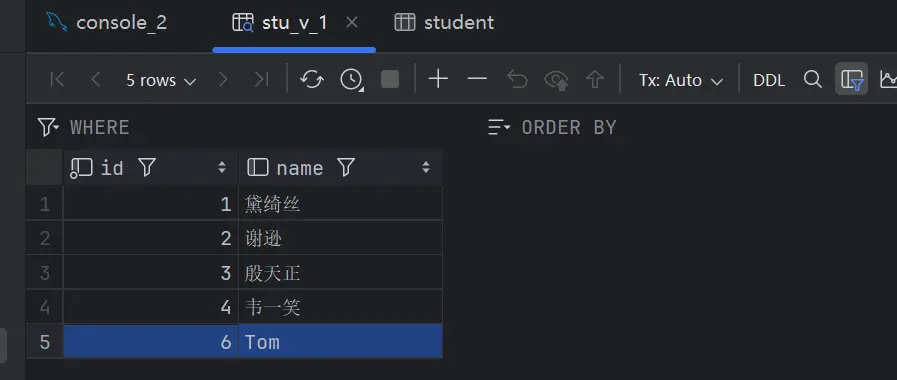 console_2 stu_v_1 student
5 rows Tx: Auto DDL
WHERE ORDER BY
id name
1 1 黛绮丝
2 2 谢逊
3 3 殷天正
4 4 韦一笑
5 6 Tom